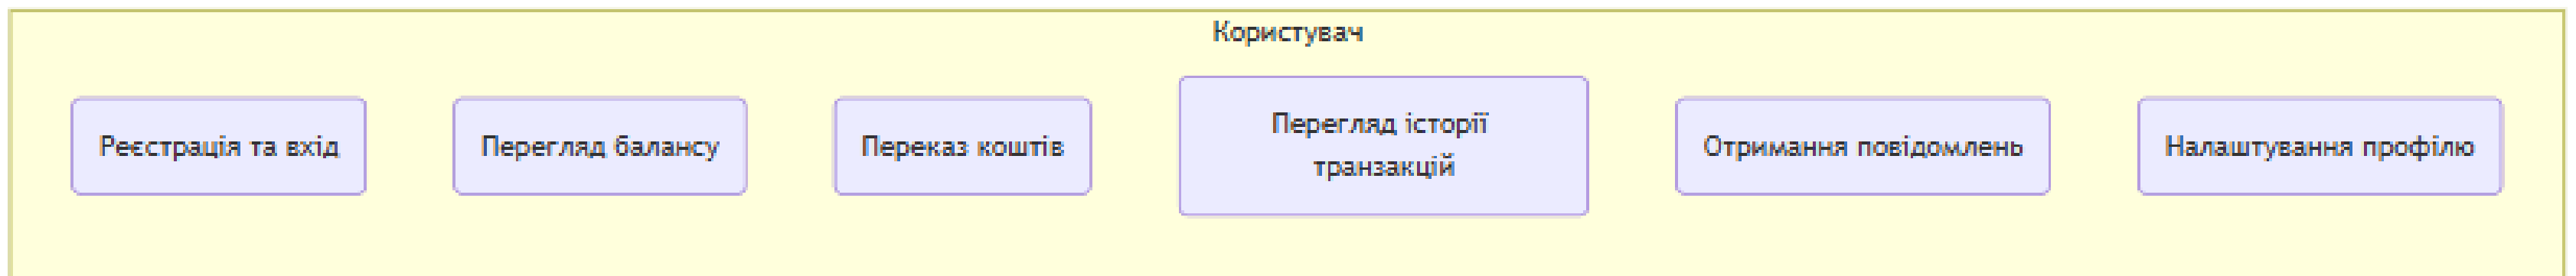 Користувач
Реєстрація та вхід
Перегляд балансу
Переказ коштів
Перегляд історії
транзакцій
Отримання повідомлень
Налаштування профілю